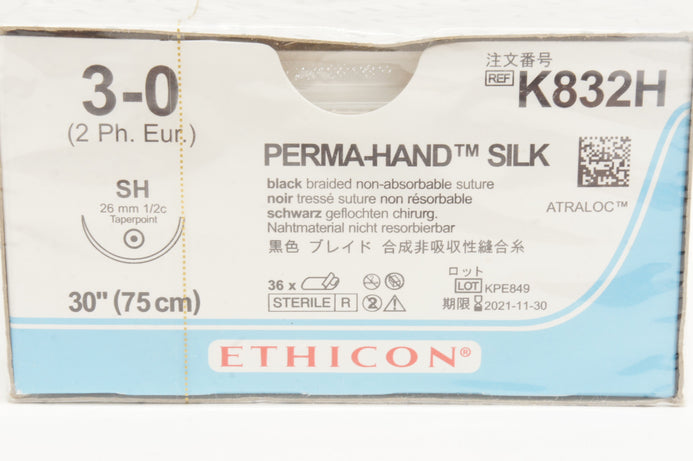 3-0
(2 Ph. Eur.)
SH
26 mm 1/2c
Taperpoint
30" (75 cm)
注文番号
REF K832H
PERMA-HAND™ SILK
black braided non-absorbable suture
noir tressé suture non résorbable
schwarz geflochten chirurg.
Nahtmaterial nicht resorbierbar
黒色 ブレイド 合成非吸収性縫合糸
ATRALOC™
36 x
STERILE R
2
ロット
LOT KPE849
期限 2021-11-30
ETHICON®